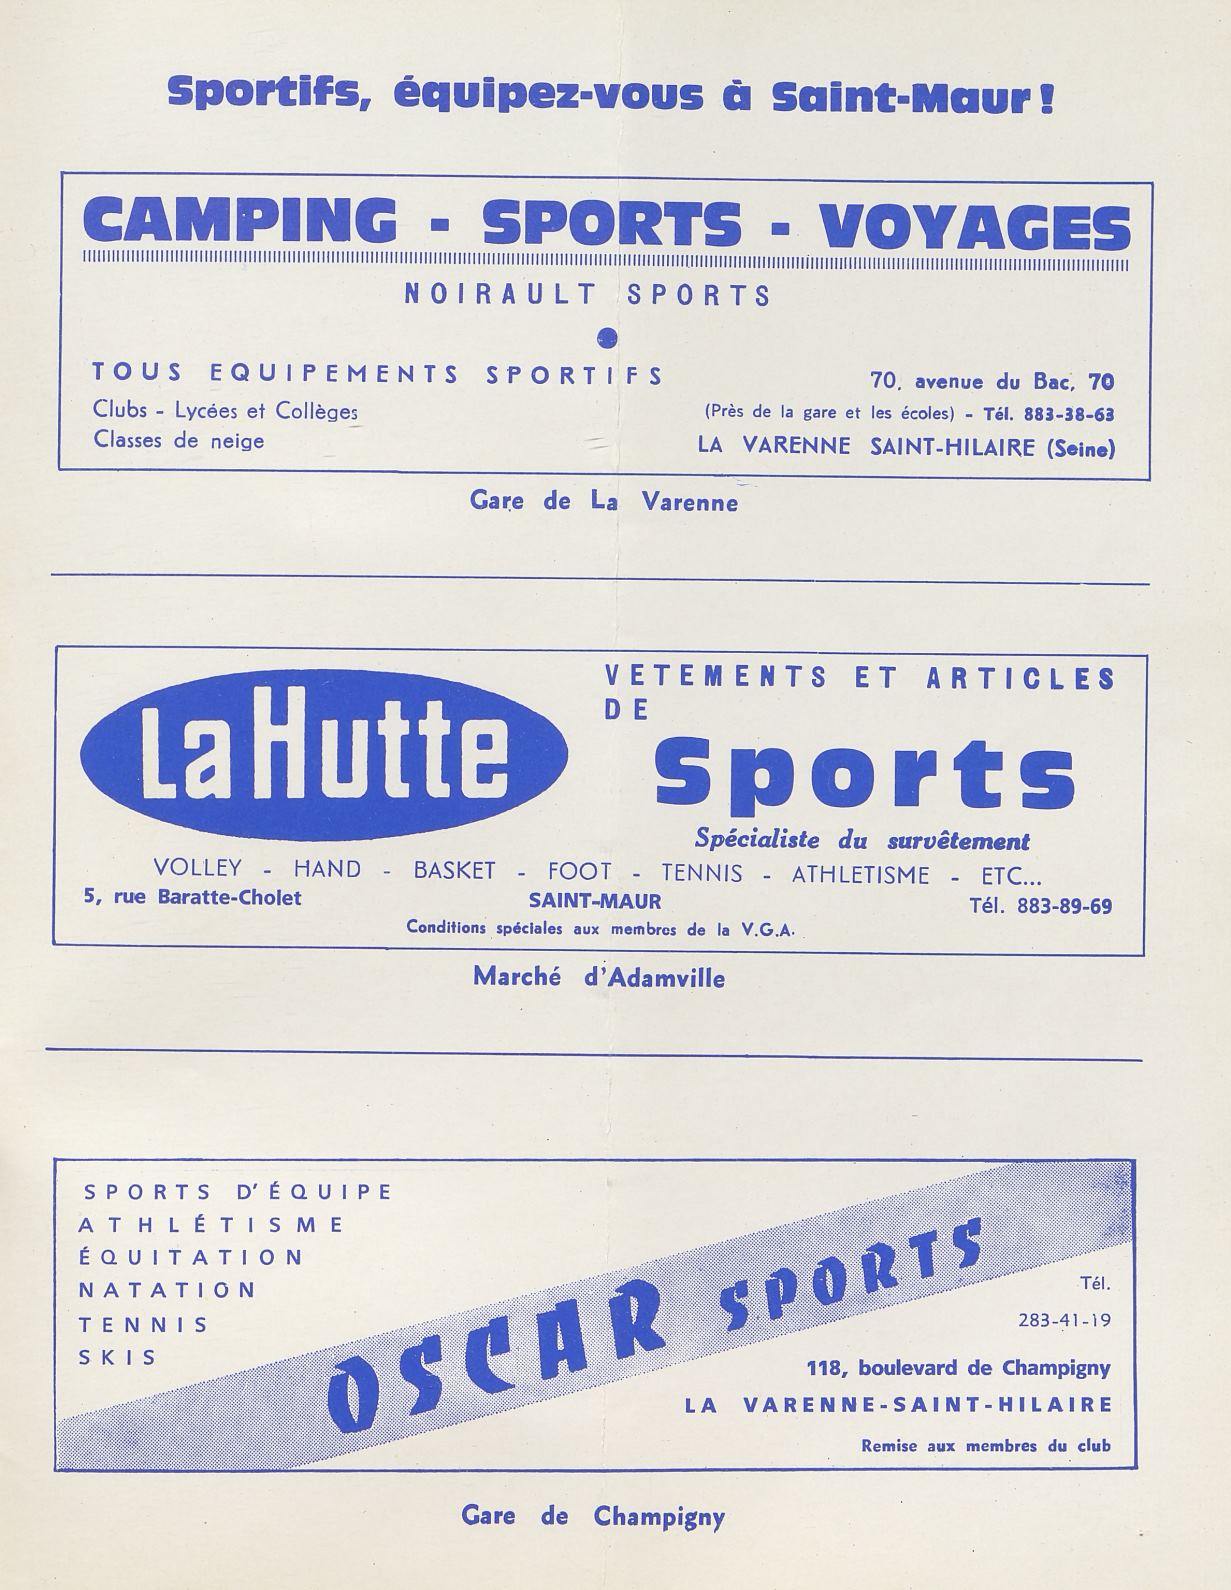 Sportifs, équipez-vous à Saint-Maur !
CAMPING - SPORTS - VOYAGES
NOIRAULT SPORTS
TOUS EQUIPEMENTS SPORTIFS
Clubs - Lycées et Collèges
Classes de neige
70, avenue du Bac, 70
(Près de la gare et les écoles) - Tél. 883-38-63
LA VARENNE SAINT-HILAIRE (Seine)
Gare de La Varenne
La Hutte
VETEMENTS ET ARTICLES
DE
Sports
Spécialiste du survêtement
VOLLEY - HAND - BASKET - FOOT - TENNIS - ATHLETISME - ETC...
5, rue Baratte-Cholet SAINT-MAUR Tél. 883-89-69
Conditions spéciales aux membres de la V.G.A.
Marché d'Adamville
SPORTS D'ÉQUIPE
ATHLÉTISME
ÉQUITATION
NATATION
TENNIS
SKIS
OSCAR SPORTS
Tél.
283-41-19
118, boulevard de Champigny
LA VARENNE-SAINT-HILAIRE
Remise aux membres du club
Gare de Champigny